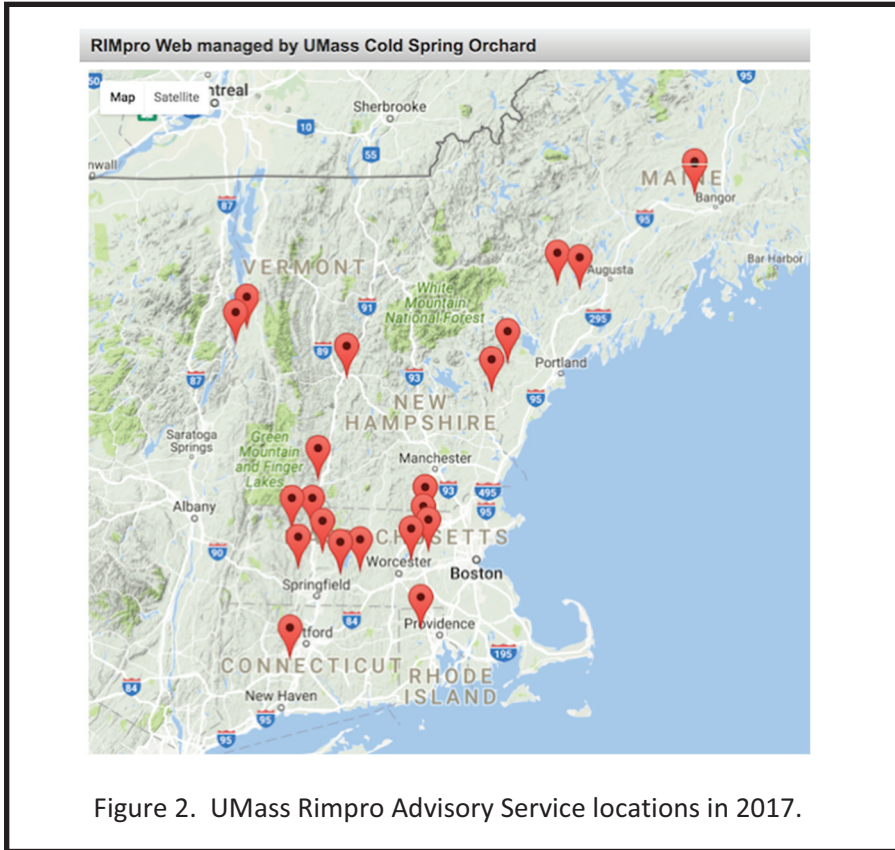 RIMpro Web managed by UMass Cold Spring Orchard
Map
Satellite
ntreal
50
Sherbrooke
95
10
55
nwall
87
MAINE
Bangor
95
VERMONT
Augusta
Bar Harbor
White
Mountain
National Forest
91
295
89
87
93
Portland
95
NEW
HAMPSHIRE
Saratoga
Springs
Green
Mountain
and Finger
Lakes
Manchester
93
495
95
Albany
90
CHOSETTS
Worcester
Boston
Springfield
84
tford
Providence
195
CONNECTICUT
RHODE
ISLAND
84
New Haven
95
95
Figure 2. UMass Rimpro Advisory Service locations in 2017.